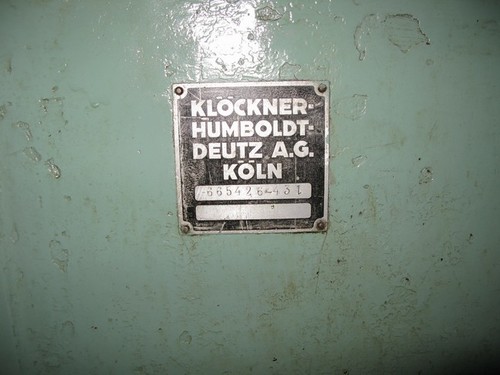 KLÖCKNER-
HUMBOLDT-
DEUTZ A.G.
KÖLN